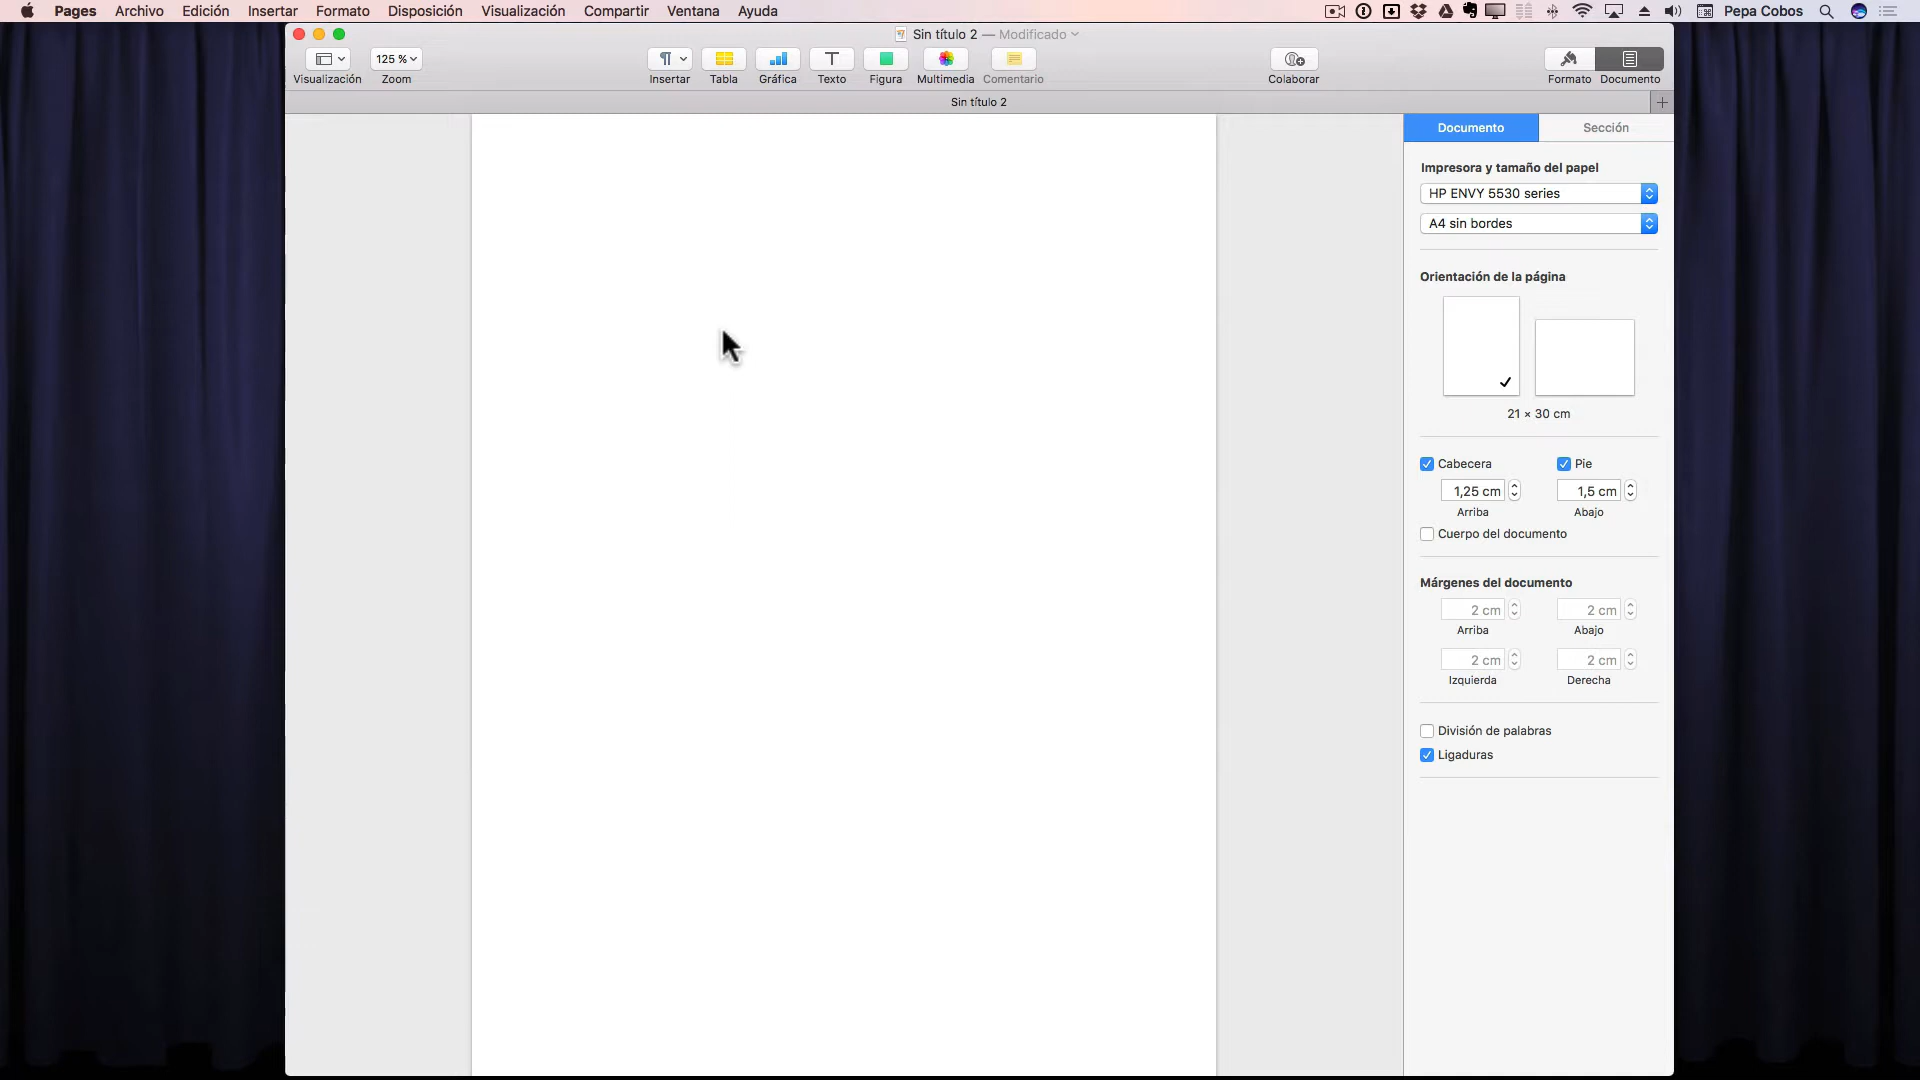 Pages Archivo Edición Insertar Formato Disposición Visualización Compartir Ventana Ayuda Pepa Cobos
Sin título 2 — Modificado
125 %
Visualización Zoom Insertar Tabla Gráfica Texto Figura Multimedia Comentario Colaborar Formato Documento
Sin título 2
Documento Sección
Impresora y tamaño del papel
HP ENVY 5530 series
A4 sin bordes
Orientación de la página
21 × 30 cm
Cabecera Pie
1,25 cm 1,5 cm
Arriba Abajo
Cuerpo del documento
Márgenes del documento
2 cm 2 cm
Arriba Abajo
2 cm 2 cm
Izquierda Derecha
División de palabras
Ligaduras